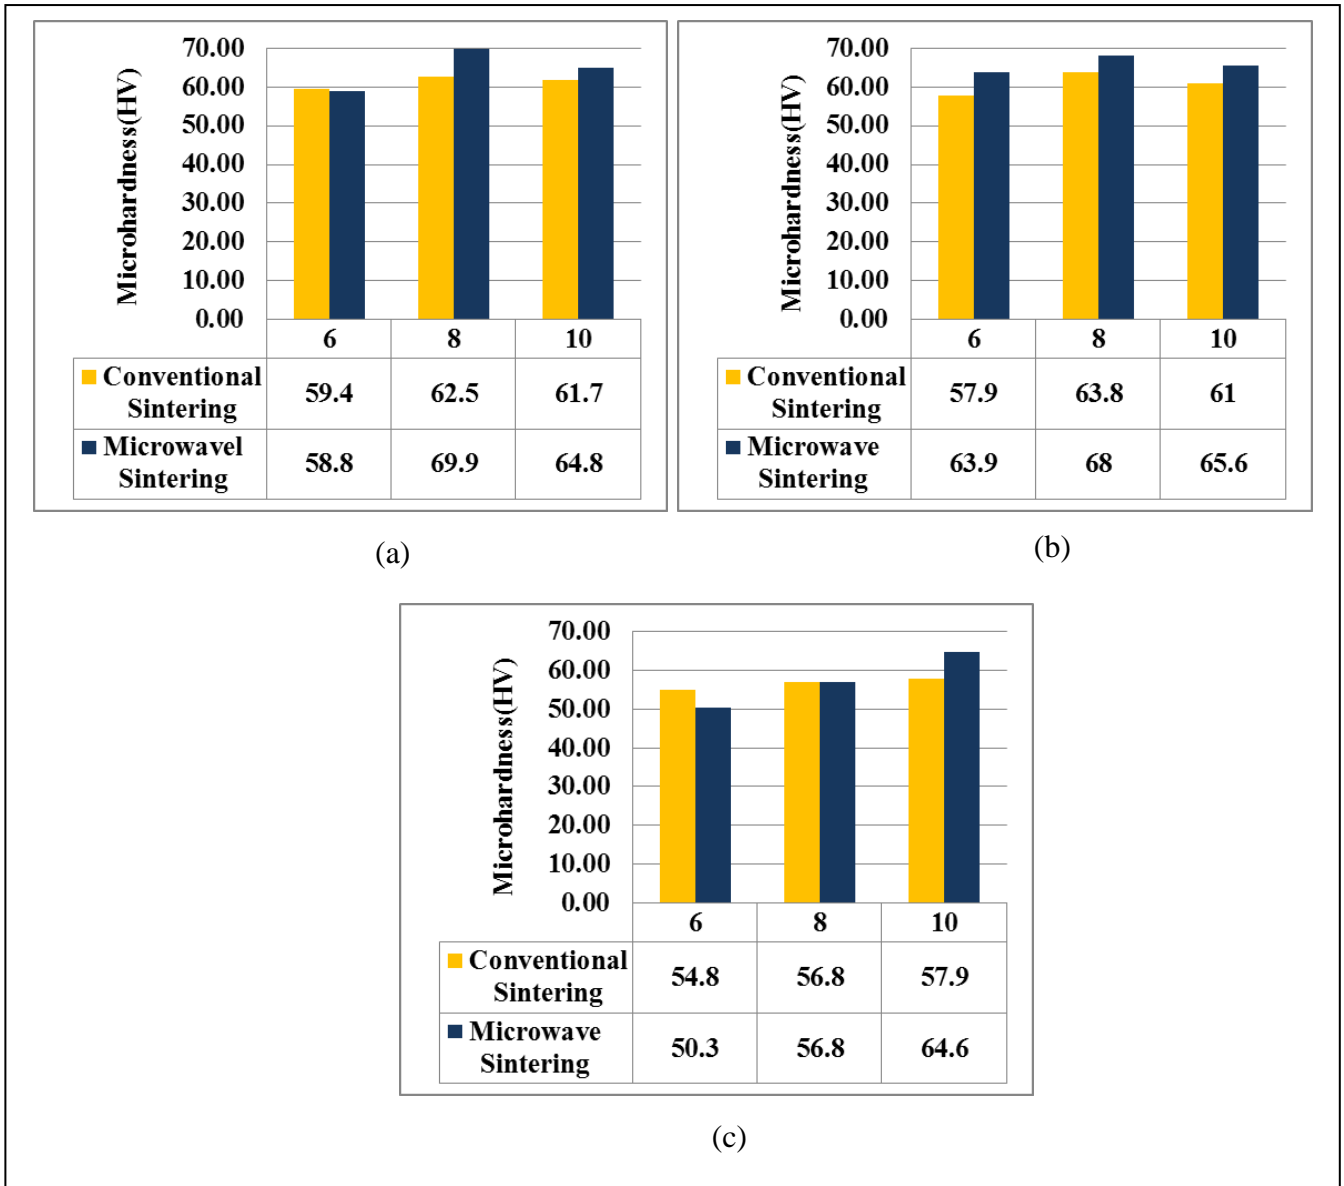 Microhardness(HV)
70.00
60.00
50.00
40.00
30.00
20.00
10.00
0.00
6 8 10
Conventional
Sintering
59.4 62.5 61.7
Microwavel
Sintering
58.8 69.9 64.8
(a)
Microhardness(HV)
70.00
60.00
50.00
40.00
30.00
20.00
10.00
0.00
6 8 10
Conventional
Sintering
57.9 63.8 61
Microwave
Sintering
63.9 68 65.6
(b)
Microhardness(HV)
70.00
60.00
50.00
40.00
30.00
20.00
10.00
0.00
6 8 10
Conventional
Sintering
54.8 56.8 57.9
Microwave
Sintering
50.3 56.8 64.6
(c)